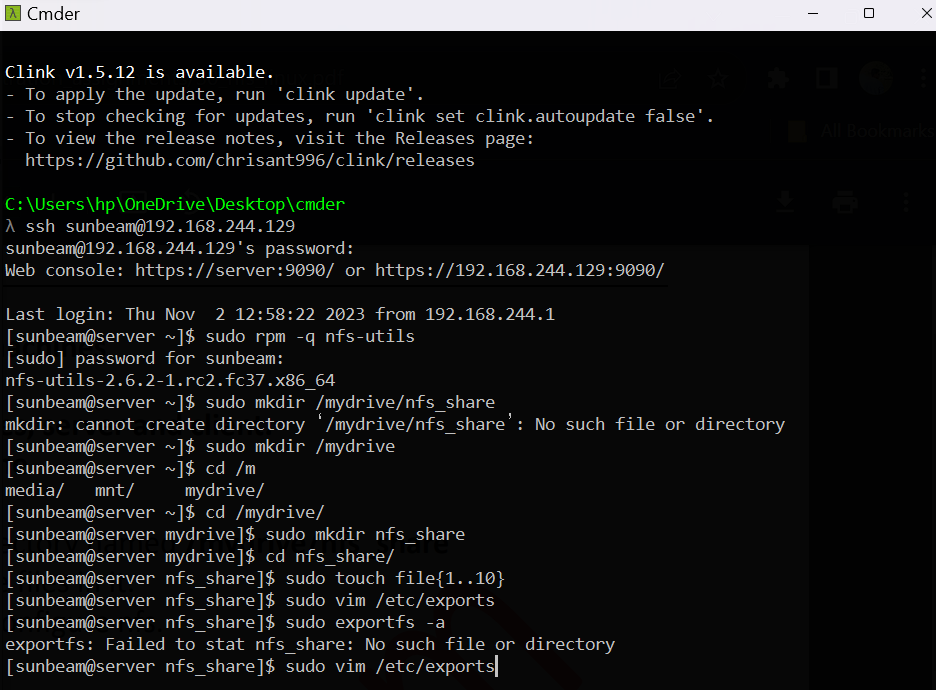 Cmder
Clink v1.5.12 is available.
- To apply the update, run 'clink update'.
- To stop checking for updates, run 'clink set clink.autoupdate false'.
- To view the release notes, visit the Releases page:
  https://github.com/chrisant996/clink/releases
All Bookmarks
C:\Users\hp\OneDrive\Desktop\cmder
λ ssh sunbeam@192.168.244.129
sunbeam@192.168.244.129's password:
Web console: https://server:9090/ or https://192.168.244.129:9090/
Last login: Thu Nov  2 12:58:22 2023 from 192.168.244.1
[sunbeam@server ~]$ sudo rpm -q nfs-utils
[sudo] password for sunbeam:
nfs-utils-2.6.2-1.rc2.fc37.x86_64
[sunbeam@server ~]$ sudo mkdir /mydrive/nfs_share
mkdir: cannot create directory ‘/mydrive/nfs_share’: No such file or directory
[sunbeam@server ~]$ sudo mkdir /mydrive
[sunbeam@server ~]$ cd /m
media/   mnt/     mydrive/
[sunbeam@server ~]$ cd /mydrive/
[sunbeam@server mydrive]$ sudo mkdir nfs_share
[sunbeam@server mydrive]$ cd nfs_share/
[sunbeam@server nfs_share]$ sudo touch file{1..10}
[sunbeam@server nfs_share]$ sudo vim /etc/exports
[sunbeam@server nfs_share]$ sudo exportfs -a
exportfs: Failed to stat nfs_share: No such file or directory
[sunbeam@server nfs_share]$ sudo vim /etc/exports